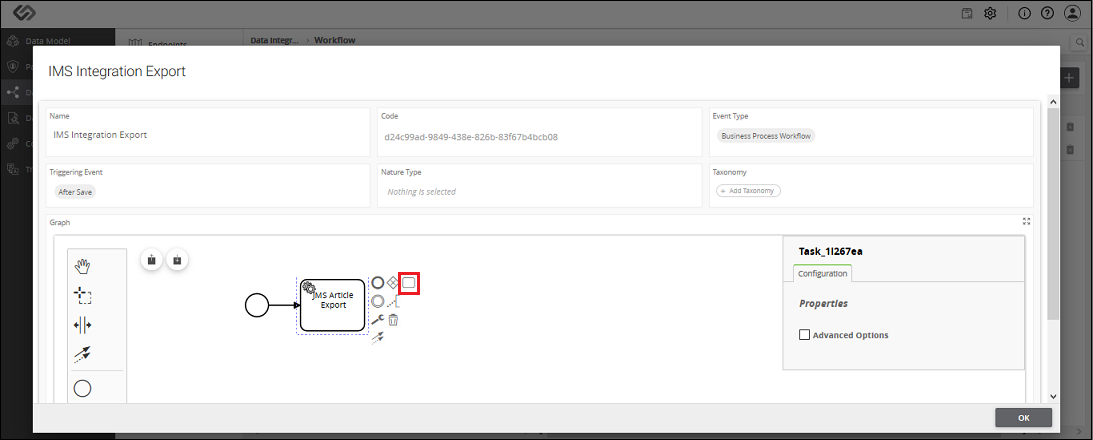 Data Model
Endpoints
Data Integr... > Workflow
IMS Integration Export
Name
IMS Integration Export
Code
d24c99ad-9849-438e-826b-83f67b4bcb08
Event Type
Business Process Workflow
Triggering Event
After Save
Nature Type
Nothing is selected
Taxonomy
+ Add Taxonomy
Graph
JMS Article
Export
Task_1l267ea
Configuration
Properties
Advanced Options
OK